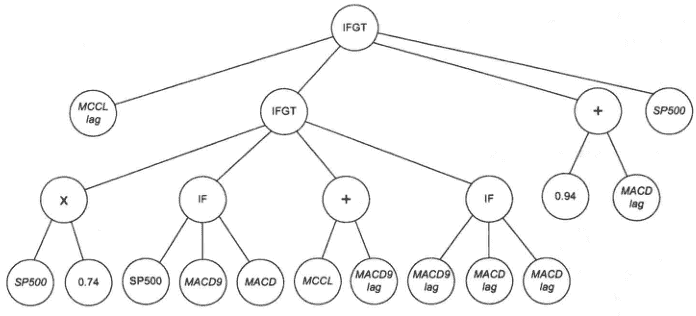 IFGT
MCCL
lag
IFGT
+
SP500
X
IF
+
IF
0.94
MACD
lag
SP500
0.74
SP500
MACD9
MACD
MCCL
MACD9
lag
MACD9
lag
MACD
lag
MACD
lag